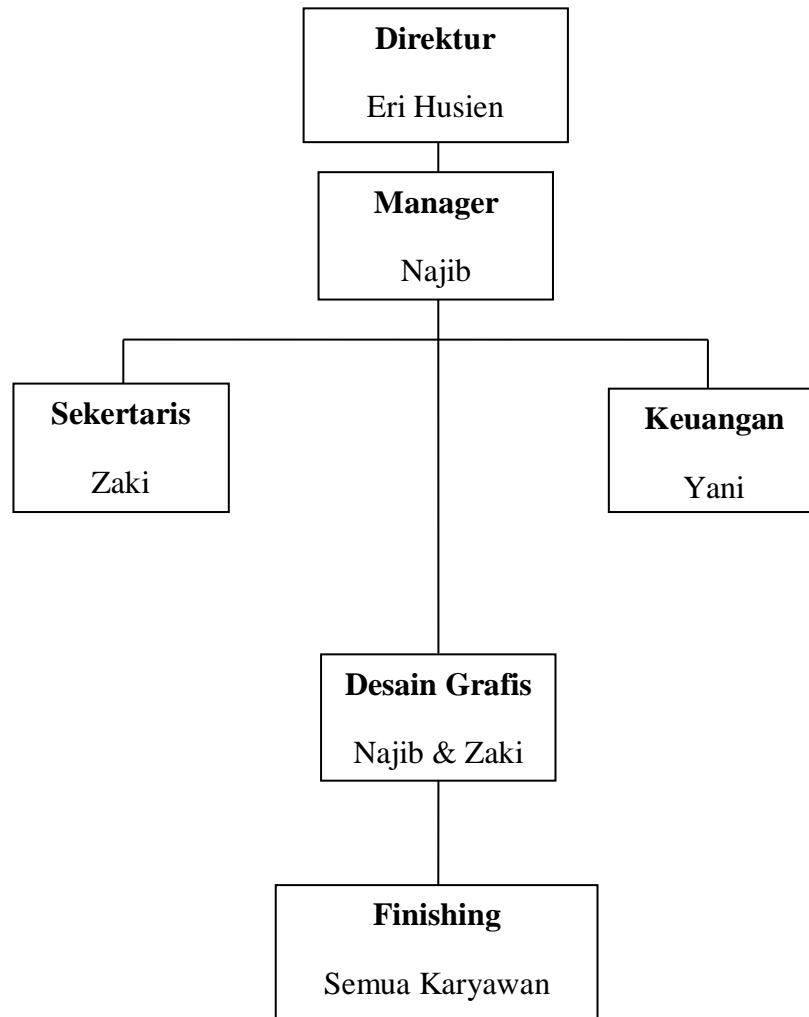 Direktur
Eri Husien
Manager
Najib
Sekertaris
Zaki
Keuangan
Yani
Desain Grafis
Najib & Zaki
Finishing
Semua Karyawan